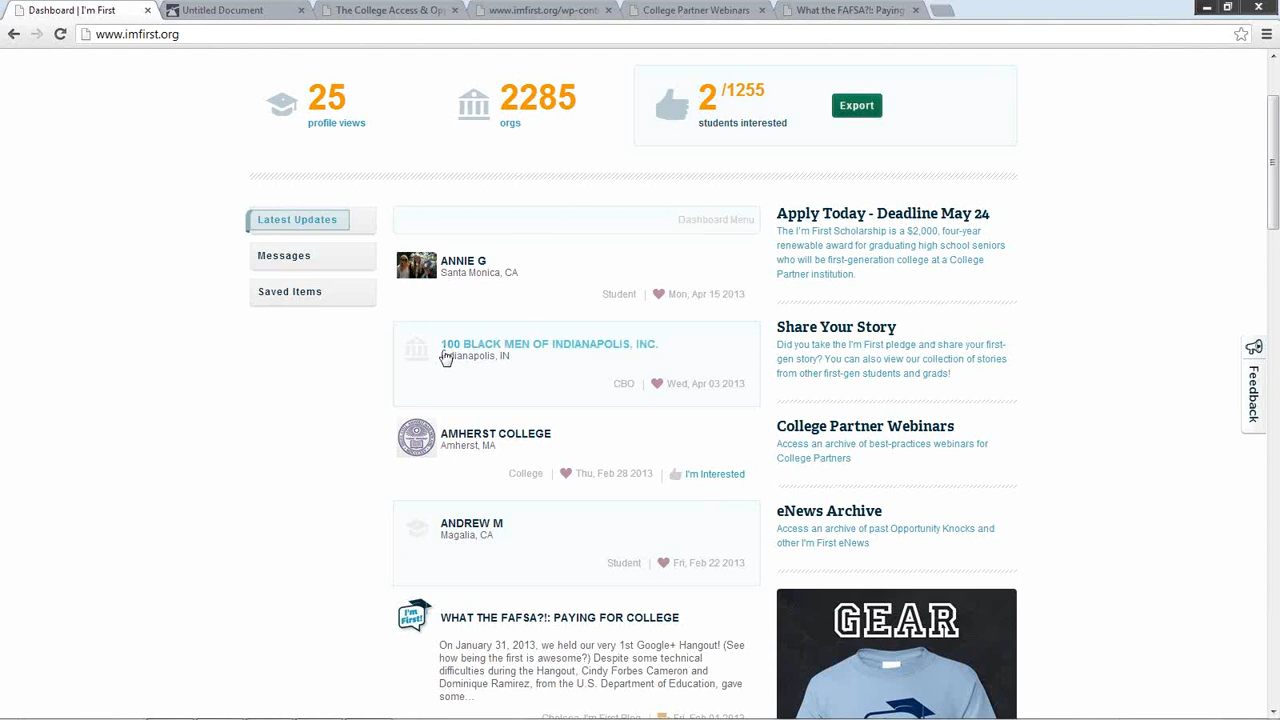 Dashboard | I'm First
Untitled Document
The College Access & Op
www.imfirst.org/wp-cont
College Partner Webinars
What the FAFSA?!: Paying
www.imfirst.org
25
profile views
2285
orgs
2 /1255
students interested
Export
Latest Updates
Messages
Saved Items
Dashboard Menu
ANNIE G
Santa Monica, CA
Student | Mon, Apr 15 2013
100 BLACK MEN OF INDIANAPOLIS, INC.
Indianapolis, IN
CBO | Wed, Apr 03 2013
AMHERST COLLEGE
Amherst, MA
College | Thu, Feb 28 2013 | I'm Interested
ANDREW M
Magalia, CA
Student | Fri, Feb 22 2013
I'm First!
WHAT THE FAFSA?!: PAYING FOR COLLEGE
On January 31, 2013, we held our very 1st Google+ Hangout! (See
how being the first is awesome?) Despite some technical
difficulties during the Hangout, Cindy Forbes Cameron and
Dominique Ramirez, from the U.S. Department of Education, gave
some...
Chelsea, I'm First Blog | Fri, Feb 01 2013
Apply Today - Deadline May 24
The I'm First Scholarship is a $2,000, four-year
renewable award for graduating high school seniors
who will be first-generation college at a College
Partner institution.
Share Your Story
Did you take the I'm First pledge and share your first-
gen story? You can also view our collection of stories
from other first-gen students and grads!
College Partner Webinars
Access an archive of best-practices webinars for
College Partners
eNews Archive
Access an archive of past Opportunity Knocks and
other I'm First eNews
GEAR
Feedback